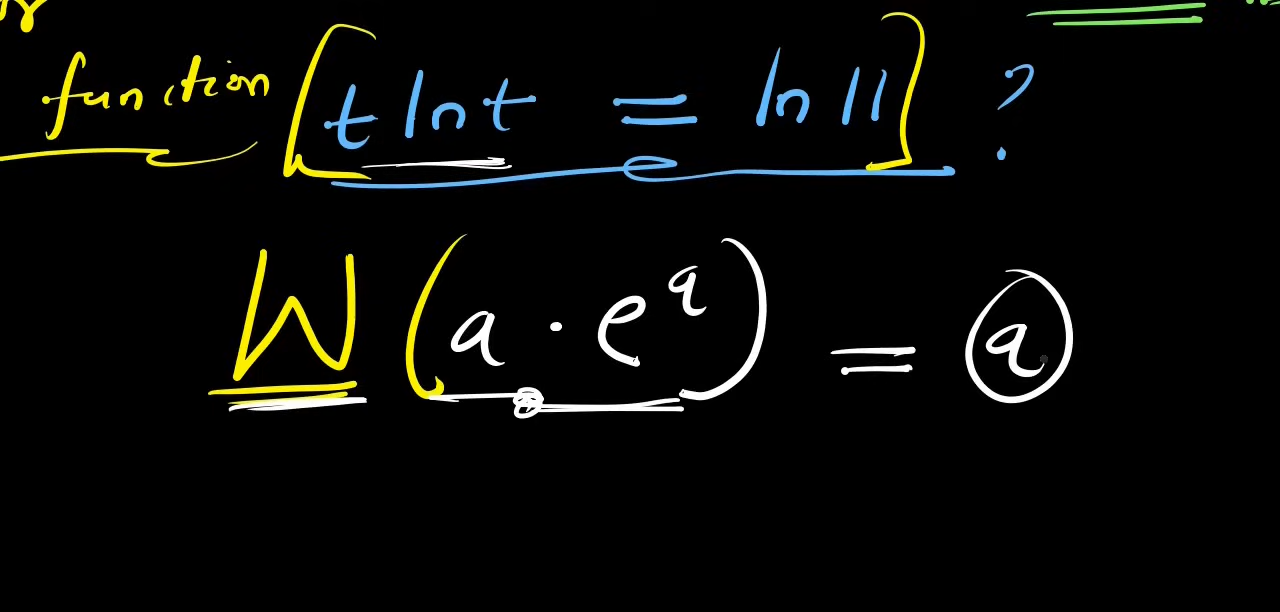 function [t ln t = ln 11] ?
W (a · e^a) = a